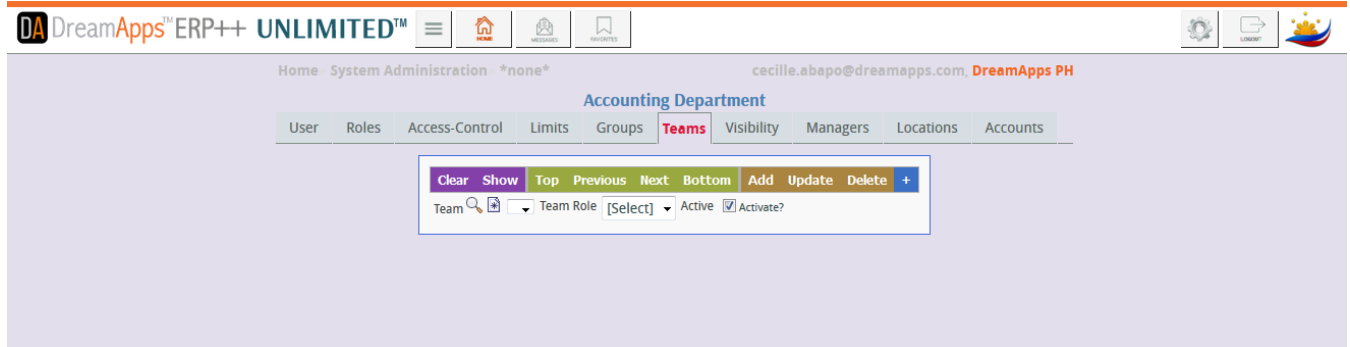 DA DreamApps™ ERP++ UNLIMITED™ HOME MESSAGES FAVORITES LOGOUT
Home System Administration *none* cecille.abapo@dreamapps.com, DreamApps PH
Accounting Department
User Roles Access-Control Limits Groups Teams Visibility Managers Locations Accounts
Clear Show Top Previous Next Bottom Add Update Delete +
Team Team Role [Select] Active Activate?